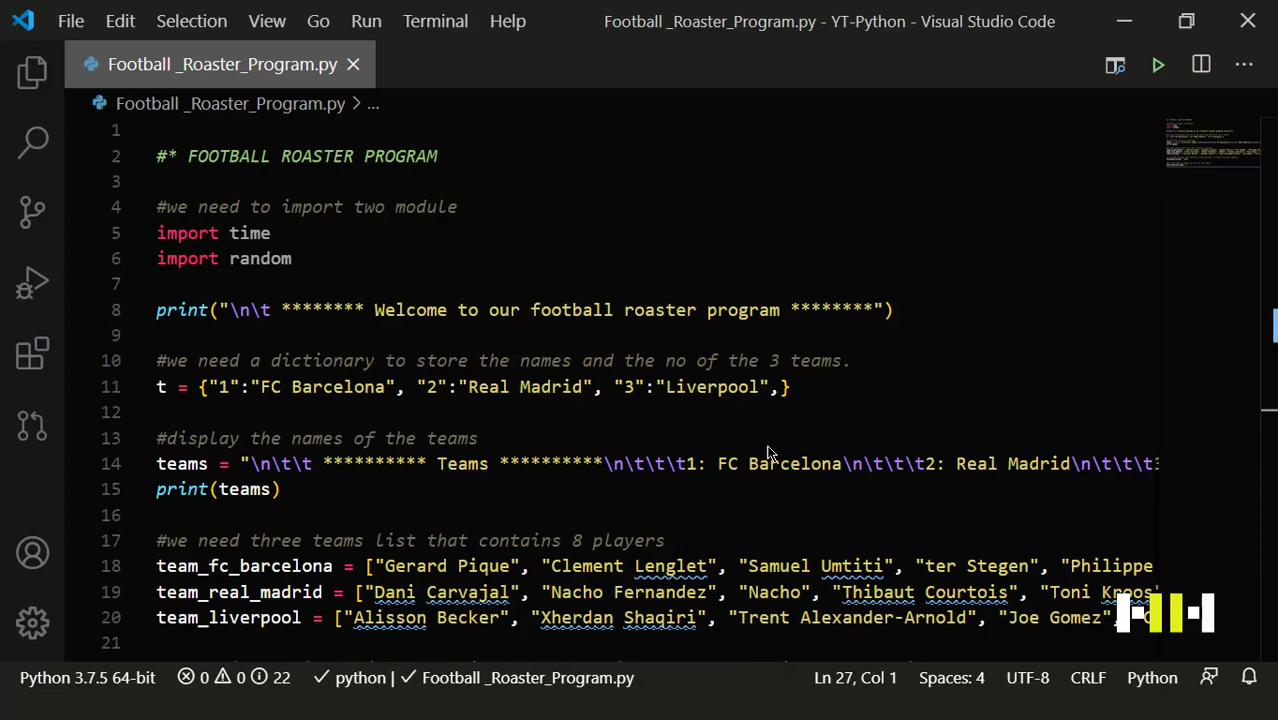 File Edit Selection View Go Run Terminal Help Football _Roaster_Program.py - YT-Python - Visual Studio Code
Football _Roaster_Program.py
Football _Roaster_Program.py > ...
1
2 #* FOOTBALL ROASTER PROGRAM
3
4 #we need to import two module
5 import time
6 import random
7
8 print("\n\t ******** Welcome to our football roaster program ********")
9
10 #we need a dictionary to store the names and the no of the 3 teams.
11 t = {"1":"FC Barcelona", "2":"Real Madrid", "3":"Liverpool",}
12
13 #display the names of the teams
14 teams = "\n\t\t ********** Teams **********\n\t\t\t1: FC Barcelona\n\t\t\t2: Real Madrid\n\t\t\t3
15 print(teams)
16
17 #we need three teams list that contains 8 players
18 team_fc_barcelona = ["Gerard Pique", "Clement Lenglet", "Samuel Umtiti", "ter Stegen", "Philippe
19 team_real_madrid = ["Dani Carvajal", "Nacho Fernandez", "Nacho", "Thibaut Courtois", "Toni
20 team_liverpool = ["Alisson Becker", "Xherdan Shaqiri", "Trent Alexander-Arnold", "Joe Gomez",
21
Python 3.7.5 64-bit 0 0 22 python | Football _Roaster_Program.py Ln 27, Col 1 Spaces: 4 UTF-8 CRLF Python